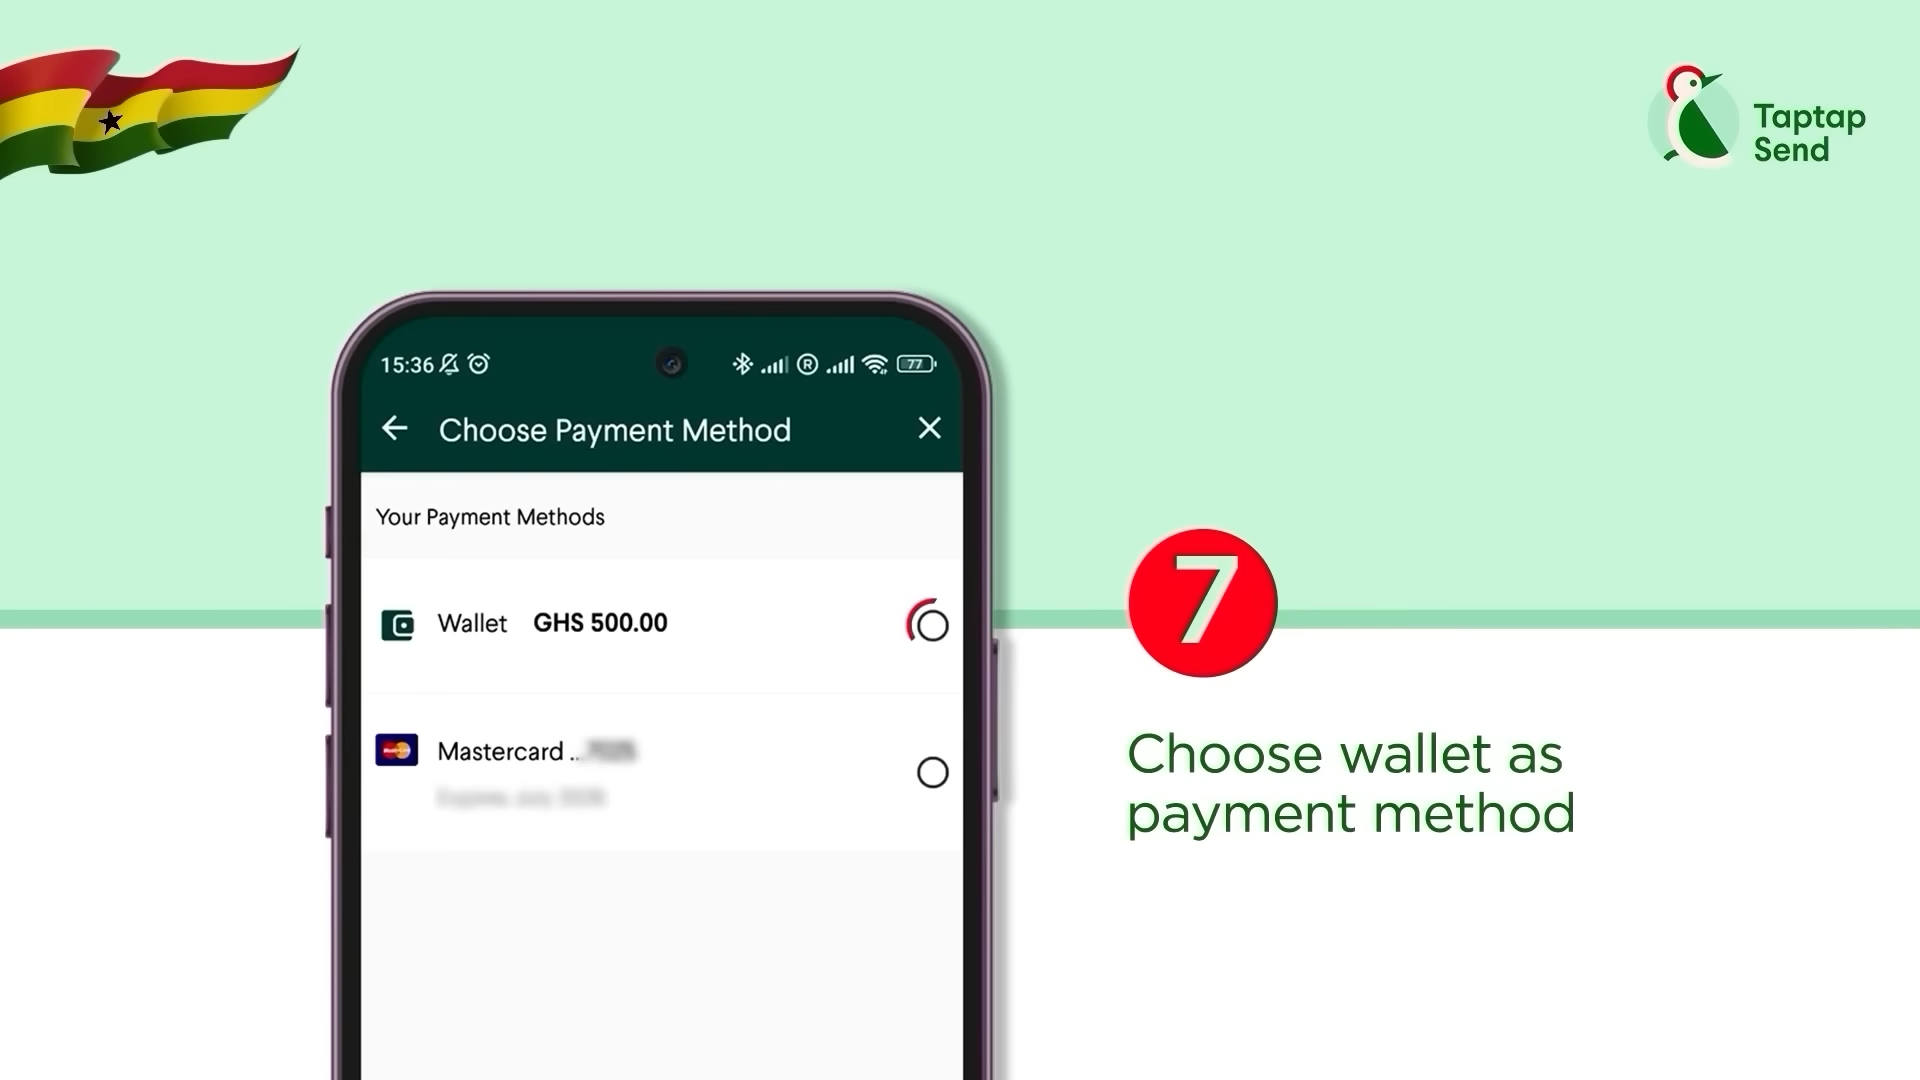 Taptap
Send
15:36
R
77
Choose Payment Method
Your Payment Methods
Wallet GHS 500.00
Mastercard ..
7
Choose wallet as
payment method